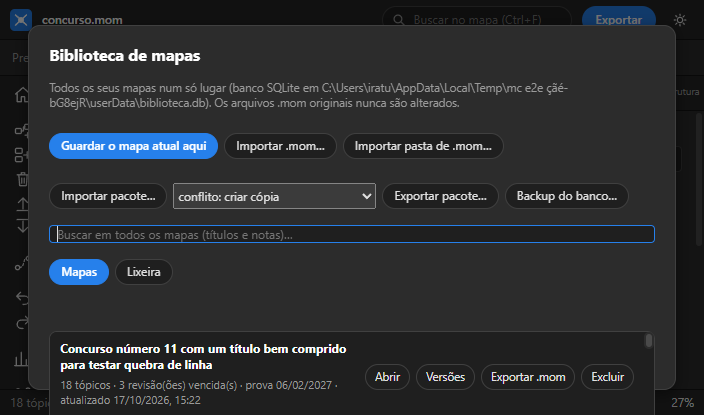 concurso.mom
Buscar no mapa (Ctrl+F)
Exportar
Biblioteca de mapas
Todos os seus mapas num só lugar (banco SQLite em C:\Users\iratu\AppData\Local\Temp\mc e2e çãé-
bG8ejR\userData\biblioteca.db). Os arquivos .mom originais nunca são alterados.
Guardar o mapa atual aqui
Importar .mom...
Importar pasta de .mom...
Importar pacote...
conflito: criar cópia
Exportar pacote...
Backup do banco...
Buscar em todos os mapas (títulos e notas)...
Mapas
Lixeira
Concurso número 11 com um título bem comprido
para testar quebra de linha
18 tópicos · 3 revisão(ões) vencida(s) · prova 06/02/2027 ·
atualizado 17/10/2026, 15:22
Abrir
Versões
Exportar .mom
Excluir
27%